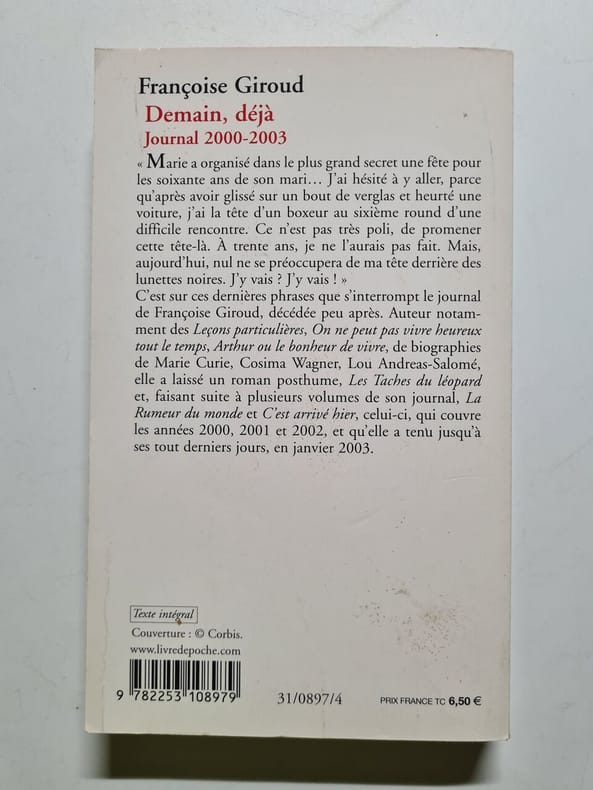 Françoise Giroud
Demain, déjà
Journal 2000-2003
« Marie a organisé dans le plus grand secret une fête pour
les soixante ans de son mari… J’ai hésité à y aller, parce
qu’après avoir glissé sur un bout de verglas et heurté une
voiture, j’ai la tête d’un boxeur au sixième round d’une
difficile rencontre. Ce n’est pas très poli, de promener
cette tête-là. À trente ans, je ne l’aurais pas fait. Mais,
aujourd’hui, nul ne se préoccupera de ma tête derrière des
lunettes noires. J’y vais ? J’y vais ! »
C’est sur ces dernières phrases que s’interrompt le journal
de Françoise Giroud, décédée peu après. Auteur notam-
ment des Leçons particulières, On ne peut pas vivre heureux
tout le temps, Arthur ou le bonheur de vivre, de biographies
de Marie Curie, Cosima Wagner, Lou Andreas-Salomé,
elle a laissé un roman posthume, Les Taches du léopard
et, faisant suite à plusieurs volumes de son journal, La
Rumeur du monde et C’est arrivé hier, celui-ci, qui couvre
les années 2000, 2001 et 2002, et qu’elle a tenu jusqu’à
ses tout derniers jours, en janvier 2003.
Texte intégral
Couverture : © Corbis.
www.livredepoche.com
9 782253 108979
31/0897/4
PRIX FRANCE TC 6,50 €